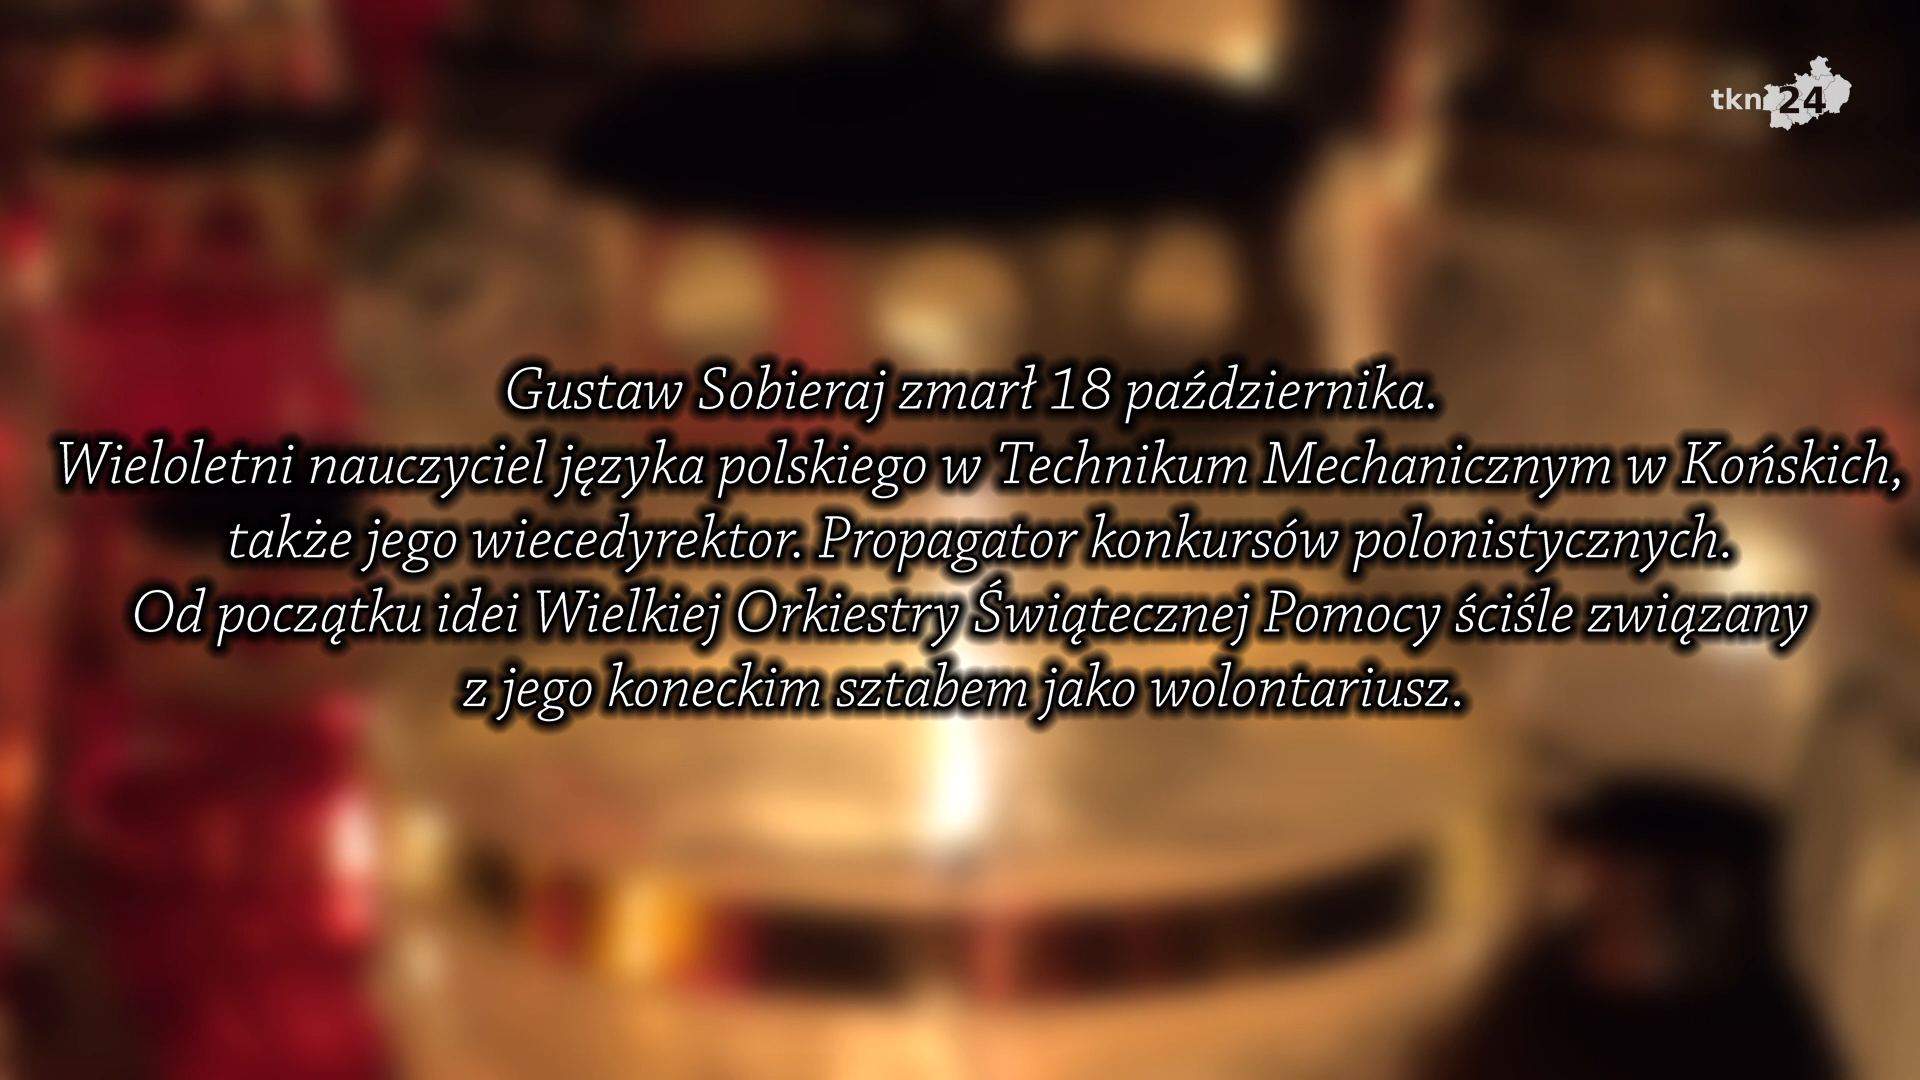 tkn24
Gustaw Sobieraj zmarł 18 października.
Wieloletni nauczyciel języka polskiego w Technikum Mechanicznym w Końskich,
także jego wiecedyrektor. Propagator konkursów polonistycznych.
Od początku idei Wielkiej Orkiestry Świątecznej Pomocy ściśle związany
z jego koneckim sztabem jako wolontariusz.